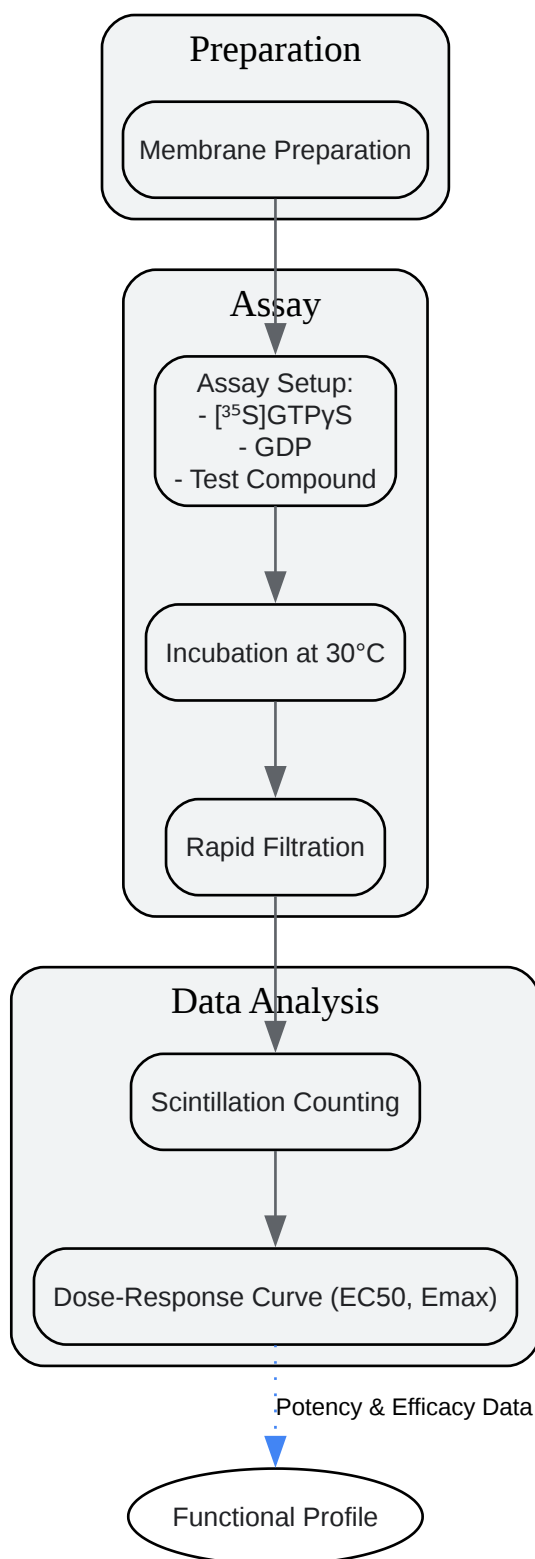 Preparation
Membrane Preparation
Assay
Assay Setup:
- [³⁵S]GTPγS
- GDP
- Test Compound
Incubation at 30°C
Rapid Filtration
Data Analysis
Scintillation Counting
Dose-Response Curve (EC50, Emax)
Potency & Efficacy Data
Functional Profile